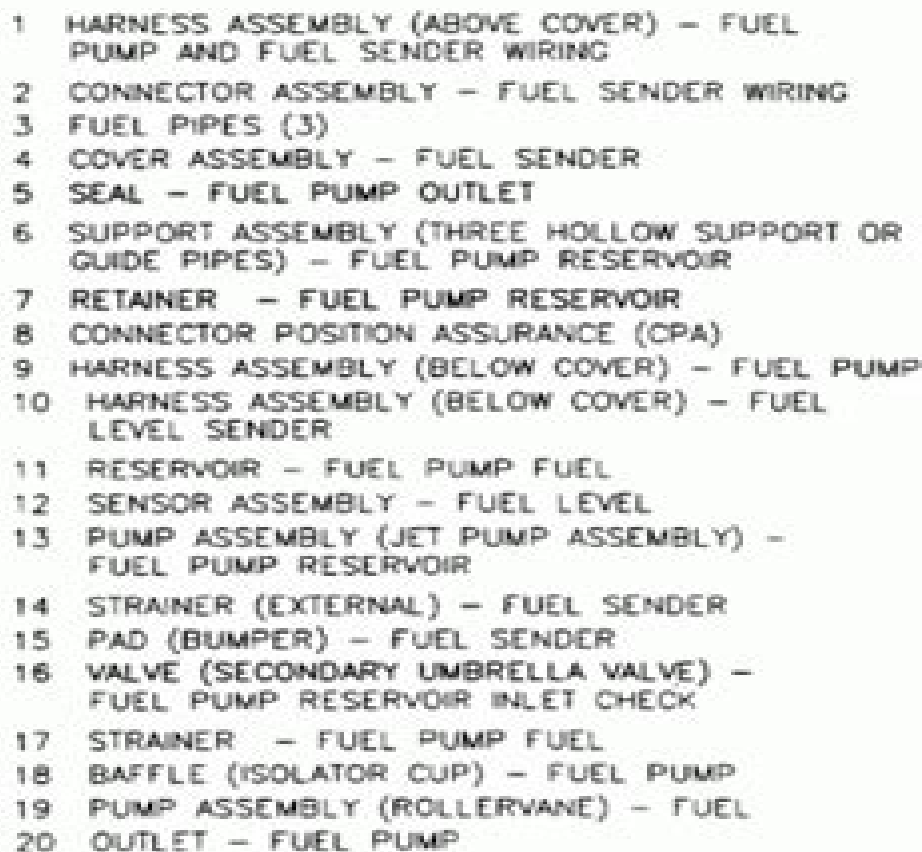 1 HARNESS ASSEMBLY (ABOVE COVER) – FUEL
PUMP AND FUEL SENDER WIRING
2 CONNECTOR ASSEMBLY – FUEL SENDER WIRING
3 FUEL PIPES (3)
4 COVER ASSEMBLY – FUEL SENDER
5 SEAL – FUEL PUMP OUTLET
6 SUPPORT ASSEMBLY (THREE HOLLOW SUPPORT OR
GUIDE PIPES) – FUEL PUMP RESERVOIR
7 RETAINER – FUEL PUMP RESERVOIR
8 CONNECTOR POSITION ASSURANCE (CPA)
9 HARNESS ASSEMBLY (BELOW COVER) – FUEL PUMP
10 HARNESS ASSEMBLY (BELOW COVER) – FUEL
LEVEL SENDER
11 RESERVOIR – FUEL PUMP FUEL
12 SENSOR ASSEMBLY – FUEL LEVEL
13 PUMP ASSEMBLY (JET PUMP ASSEMBLY) –
FUEL PUMP RESERVOIR
14 STRAINER (EXTERNAL) – FUEL SENDER
15 PAD (BUMPER) – FUEL SENDER
16 VALVE (SECONDARY UMBRELLA VALVE) –
FUEL PUMP RESERVOIR INLET CHECK
17 STRAINER – FUEL PUMP FUEL
18 BAFFLE (ISOLATOR CUP) – FUEL PUMP
19 PUMP ASSEMBLY (ROLLERVANE) – FUEL
20 OUTLET – FUEL PUMP